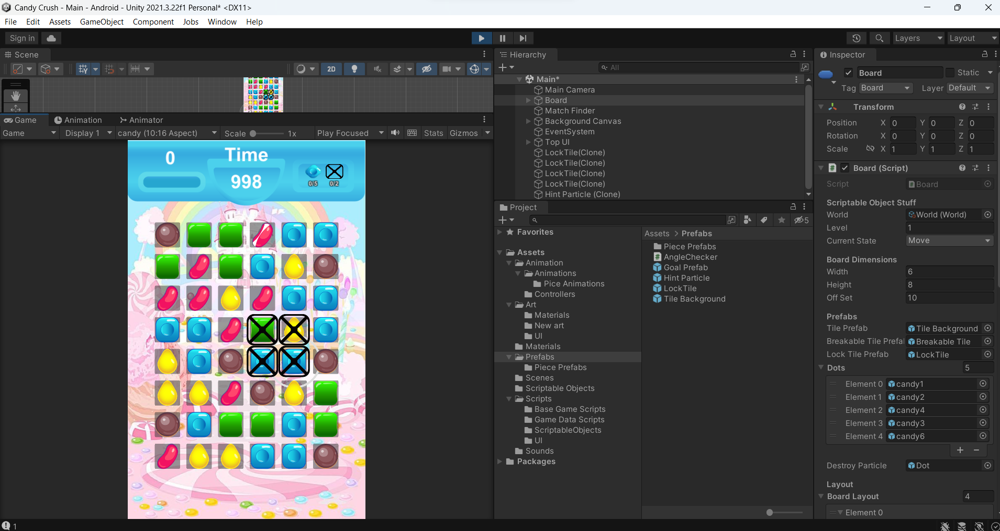 Candy Crush - Main - Android - Unity 2021.3.22f1 Personal* <DX11>
File Edit Assets GameObject Component Jobs Window Help
Sign in
Layers
Layout
Scene
2D
Game
Animation
Animator
Game
Display 1
candy (10:16 Aspect)
Scale
1x
Play Focused
Stats
Gizmos
0
Time
998
0/5
0/2
Hierarchy
All
Main*
Main Camera
Board
Match Finder
Background Canvas
EventSystem
Top UI
LockTile(Clone)
LockTile(Clone)
LockTile(Clone)
LockTile(Clone)
Hint Particle (Clone)
Project
5
Favorites
Assets
Animation
Animations
Pice Animations
Controllers
Art
Materials
New art
UI
Materials
Prefabs
Piece Prefabs
Scenes
Scriptable Objects
Scripts
Base Game Scripts
Game Data Scripts
ScriptableObjects
UI
Sounds
Packages
Assets > Prefabs
Piece Prefabs
AngleChecker
Goal Prefab
Hint Particle
LockTile
Tile Background
Inspector
Board
Static
Tag Board
Layer Default
Transform
Position X 0 Y 0 Z 0
Rotation X 0 Y 0 Z 0
Scale X 1 Y 1 Z 1
Board (Script)
Script Board
Scriptable Object Stuff
World World (World)
Level 1
Current State Move
Board Dimensions
Width 6
Height 8
Off Set 10
Prefabs
Tile Prefab Tile Background
Breakable Tile Prefal Breakable Tile
Lock Tile Prefab LockTile
Dots 5
Element 0 candy1
Element 1 candy2
Element 2 candy4
Element 3 candy3
Element 4 candy6
+ −
Destroy Particle Dot
Layout
Board Layout 4
Element 0
1